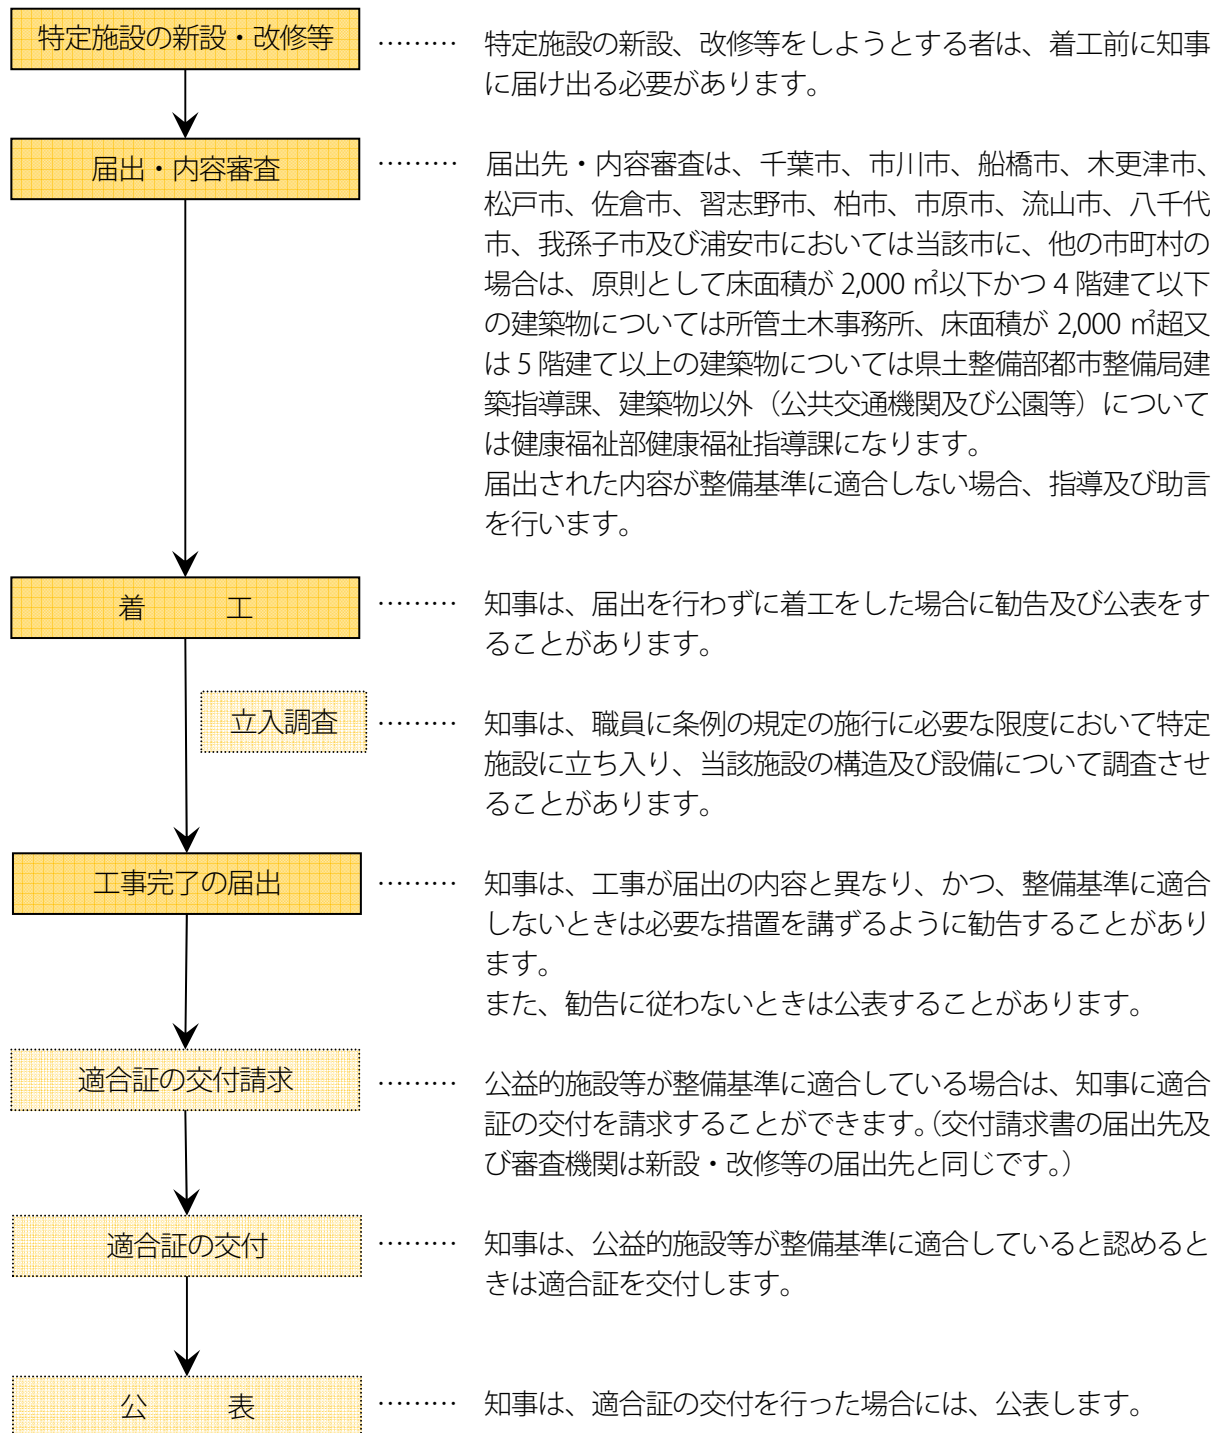 特定施設の新設・改修等
……… 特定施設の新設、改修等をしようとする者は、着工前に知事
に届け出る必要があります。
届出・内容審査
……… 届出先・内容審査は、千葉市、市川市、船橋市、木更津市、
松戸市、佐倉市、習志野市、柏市、市原市、流山市、八千代
市、我孫子市及び浦安市においては当該市に、他の市町村の
場合は、原則として床面積が 2,000 ㎡以下かつ 4 階建て以下
の建築物については所管土木事務所、床面積が 2,000 ㎡超又
は 5 階建て以上の建築物については県土整備部都市整備局建
築指導課、建築物以外（公共交通機関及び公園等）について
は健康福祉部健康福祉指導課になります。
届出された内容が整備基準に適合しない場合、指導及び助言
を行います。
着 工
……… 知事は、届出を行わずに着工をした場合に勧告及び公表をす
ることがあります。
立入調査
……… 知事は、職員に条例の規定の施行に必要な限度において特定
施設に立ち入り、当該施設の構造及び設備について調査させ
ることがあります。
工事完了の届出
……… 知事は、工事が届出の内容と異なり、かつ、整備基準に適合
しないときは必要な措置を講ずるように勧告することがあり
ます。
また、勧告に従わないときは公表することがあります。
適合証の交付請求
……… 公益的施設等が整備基準に適合している場合は、知事に適合
証の交付を請求することができます。（交付請求書の届出先及
び審査機関は新設・改修等の届出先と同じです。）
適合証の交付
……… 知事は、公益的施設等が整備基準に適合していると認めると
きは適合証を交付します。
公 表
……… 知事は、適合証の交付を行った場合には、公表します。